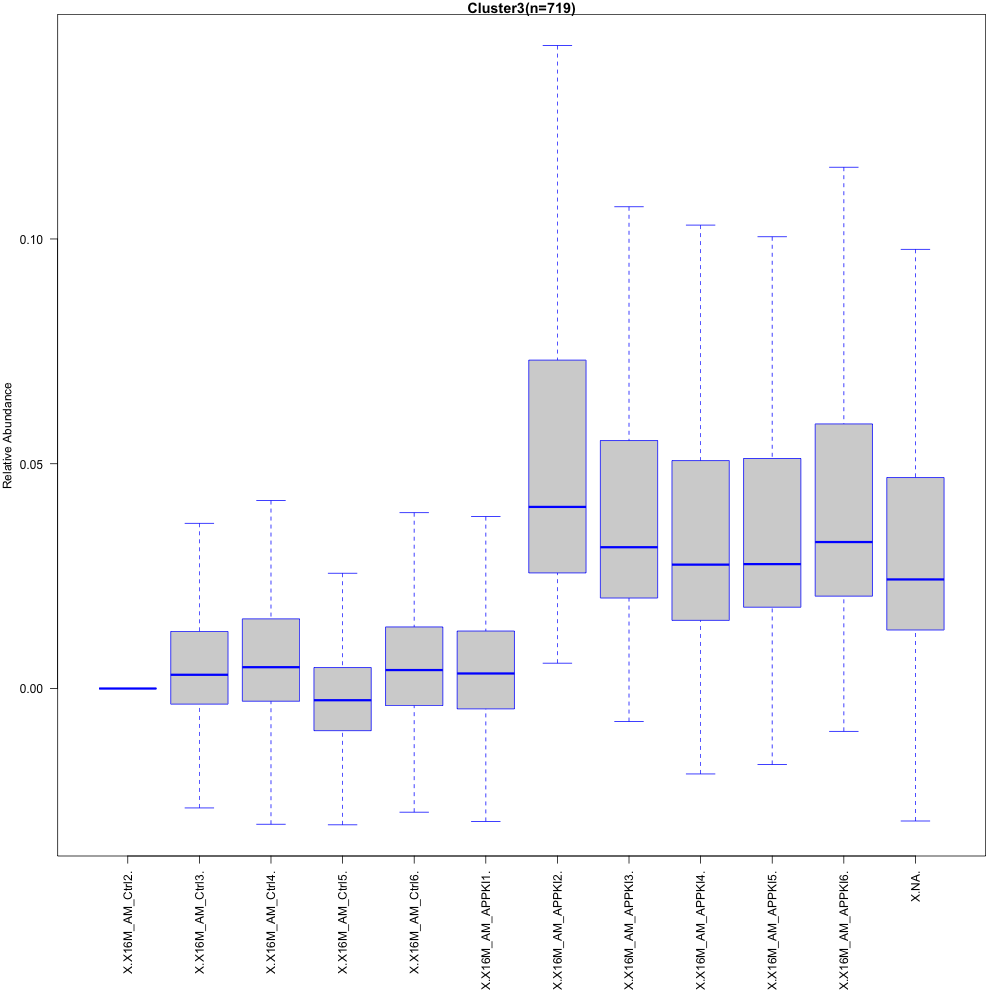 Cluster3(n=719)
Relative Abundance
0.10
0.05
0.00
X.X16M_AM_Ctrl2.
X.X16M_AM_Ctrl3.
X.X16M_AM_Ctrl4.
X.X16M_AM_Ctrl5.
X.X16M_AM_Ctrl6.
X.X16M_AM_APPKI1.
X.X16M_AM_APPKI2.
X.X16M_AM_APPKI3.
X.X16M_AM_APPKI4.
X.X16M_AM_APPKI5.
X.X16M_AM_APPKI6.
X.NA.